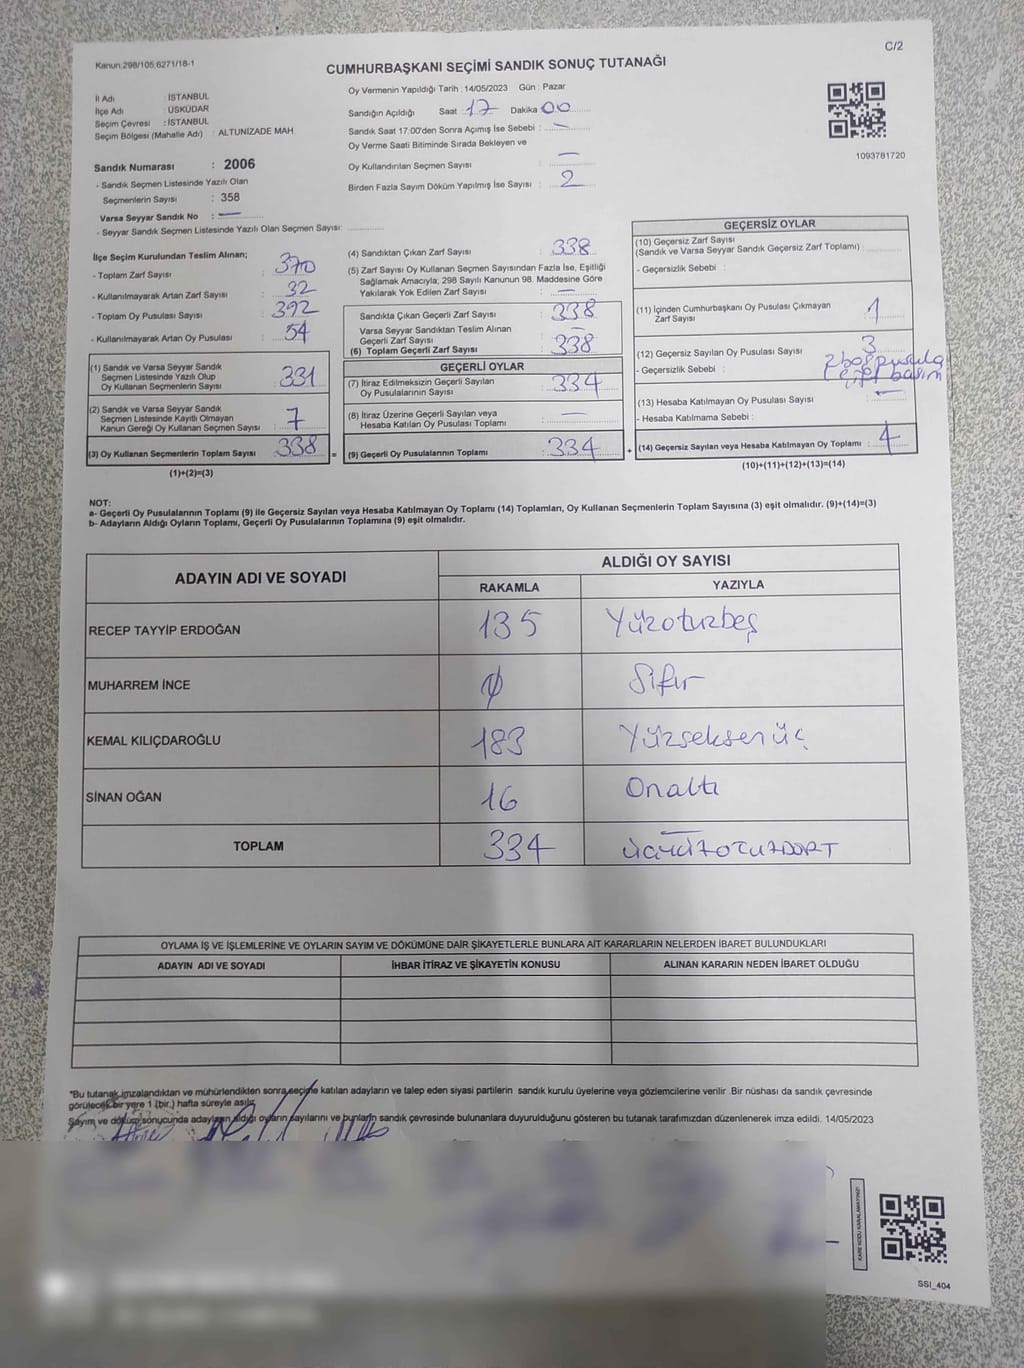 C/2
Kanun:298/105,6271/18-1
CUMHURBAŞKANI SEÇİMİ SANDIK SONUÇ TUTANAĞI
İl Adı : İSTANBUL
İlçe Adı : ÜSKÜDAR
Seçim Çevresi : İSTANBUL
Seçim Bölgesi (Mahalle Adı) : ALTUNİZADE MAH.
Sandık Numarası : 2006
- Sandık Seçmen Listesinde Yazılı Olan
Seçmenlerin Sayısı : 358
Varsa Seyyar Sandık No : —
- Seyyar Sandık Seçmen Listesinde Yazılı Olan Seçmen Sayısı:
Oy Vermenin Yapıldığı Tarih : 14/05/2023 Gün : Pazar
Sandığın Açıldığı Saat 17 Dakika 00
Sandık Saat 17.00'den Sonra Açımış İse Sebebi : —
Oy Verme Saati Bitiminde Sırada Bekleyen ve
Oy Kullandırılan Seçmen Sayısı : —
Birden Fazla Sayım Döküm Yapılmış İse Sayısı : 2
1093781720
İlçe Seçim Kurulundan Teslim Alınan;
- Toplam Zarf Sayısı : 370
- Kullanılmayarak Artan Zarf Sayısı : 32
- Toplam Oy Pusulası Sayısı : 392
- Kullanılmayarak Artan Oy Pusulası : 54
(1) Sandık ve Varsa Seyyar Sandık
Seçmen Listesinde Yazılı Olup
Oy Kullanan Seçmenlerin Sayısı : 331
(2) Sandık ve Varsa Seyyar Sandık
Seçmen Listesinde Kayıtlı Olmayan
Kanun Gereği Oy Kullanan Seçmen Sayısı : 7
(3) Oy Kullanan Seçmenlerin Toplam Sayısı : 338
(1)+(2)=(3)
(4) Sandıktan Çıkan Zarf Sayısı : 338
(5) Zarf Sayısı Oy Kullanan Seçmen Sayısından Fazla İse, Eşitliği
Sağlamak Amacıyla; 298 Sayılı Kanunun 98. Maddesine Göre
Yakılarak Yok Edilen Zarf Sayısı : —
Sandıkta Çıkan Geçerli Zarf Sayısı : 338
Varsa Seyyar Sandıktan Teslim Alınan
Geçerli Zarf Sayısı : —
(6) Toplam Geçerli Zarf Sayısı : 338
GEÇERLİ OYLAR
(7) İtiraz Edilmeksizin Geçerli Sayılan
Oy Pusulalarının Sayısı : 334
(8) İtiraz Üzerine Geçerli Sayılan veya
Hesaba Katılan Oy Pusulası Toplamı : —
= (9) Geçerli Oy Pusulalarının Toplamı : 334
GEÇERSİZ OYLAR
(10) Geçersiz Zarf Sayısı
(Sandık ve Varsa Seyyar Sandık Geçersiz Zarf Toplamı) :
- Geçersizlik Sebebi :
(11) İçinden Cumhurbaşkanı Oy Pusulası Çıkmayan
Zarf Sayısı : 1
(12) Geçersiz Sayılan Oy Pusulası Sayısı : 3
- Geçersizlik Sebebi : 2 boş pusula
1 çift basım
(13) Hesaba Katılmayan Oy Pusulası Sayısı : —
- Hesaba Katılmama Sebebi :
+ (14) Geçersiz Sayılan veya Hesaba Katılmayan Oy Toplamı : 4
(10)+(11)+(12)+(13)=(14)
NOT:
a- Geçerli Oy Pusulalarının Toplamı (9) ile Geçersiz Sayılan veya Hesaba Katılmayan Oy Toplamı (14) Toplamları, Oy Kullanan Seçmenlerin Toplam Sayısına (3) eşit olmalıdır. (9)+(14)=(3)
b- Adayların Aldığı Oyların Toplamı, Geçerli Oy Pusulalarının Toplamına (9) eşit olmalıdır.
ADAYIN ADI VE SOYADI ALDIĞI OY SAYISI
RAKAMLA YAZIYLA
RECEP TAYYİP ERDOĞAN 135 Yüzotuzbeş
MUHARREM İNCE 0 Sıfır
KEMAL KILIÇDAROĞLU 183 Yüzseksenüç
SİNAN OĞAN 16 Onaltı
TOPLAM 334 ÜÇYÜZOTUZDÖRT
OYLAMA İŞ VE İŞLEMLERİNE VE OYLARIN SAYIM VE DÖKÜMÜNE DAİR ŞİKAYETLERLE BUNLARA AİT KARARLARIN NELERDEN İBARET BULUNDUKLARI
ADAYIN ADI VE SOYADI İHBAR İTİRAZ VE ŞİKAYETİN KONUSU ALINAN KARARIN NEDEN İBARET OLDUĞU
*Bu tutanak imzalandıktan ve mühürlendikten sonra seçime katılan adayların ve talep eden siyasi partilerin sandık kurulu üyelerine veya gözlemcilerine verilir. Bir nüshası da sandık çevresinde
görülecek bir yere 1 (bir.) hafta süreyle asılır.
Sayım ve döküm sonucunda adayların aldığı oyların sayılarını ve bunların sandık çevresinde bulunanlara duyurulduğunu gösteren bu tutanak tarafımızdan düzenlenerek imza edildi. 14/05/2023
KARE KODU KARALAMAYINIZ!
SSI_404